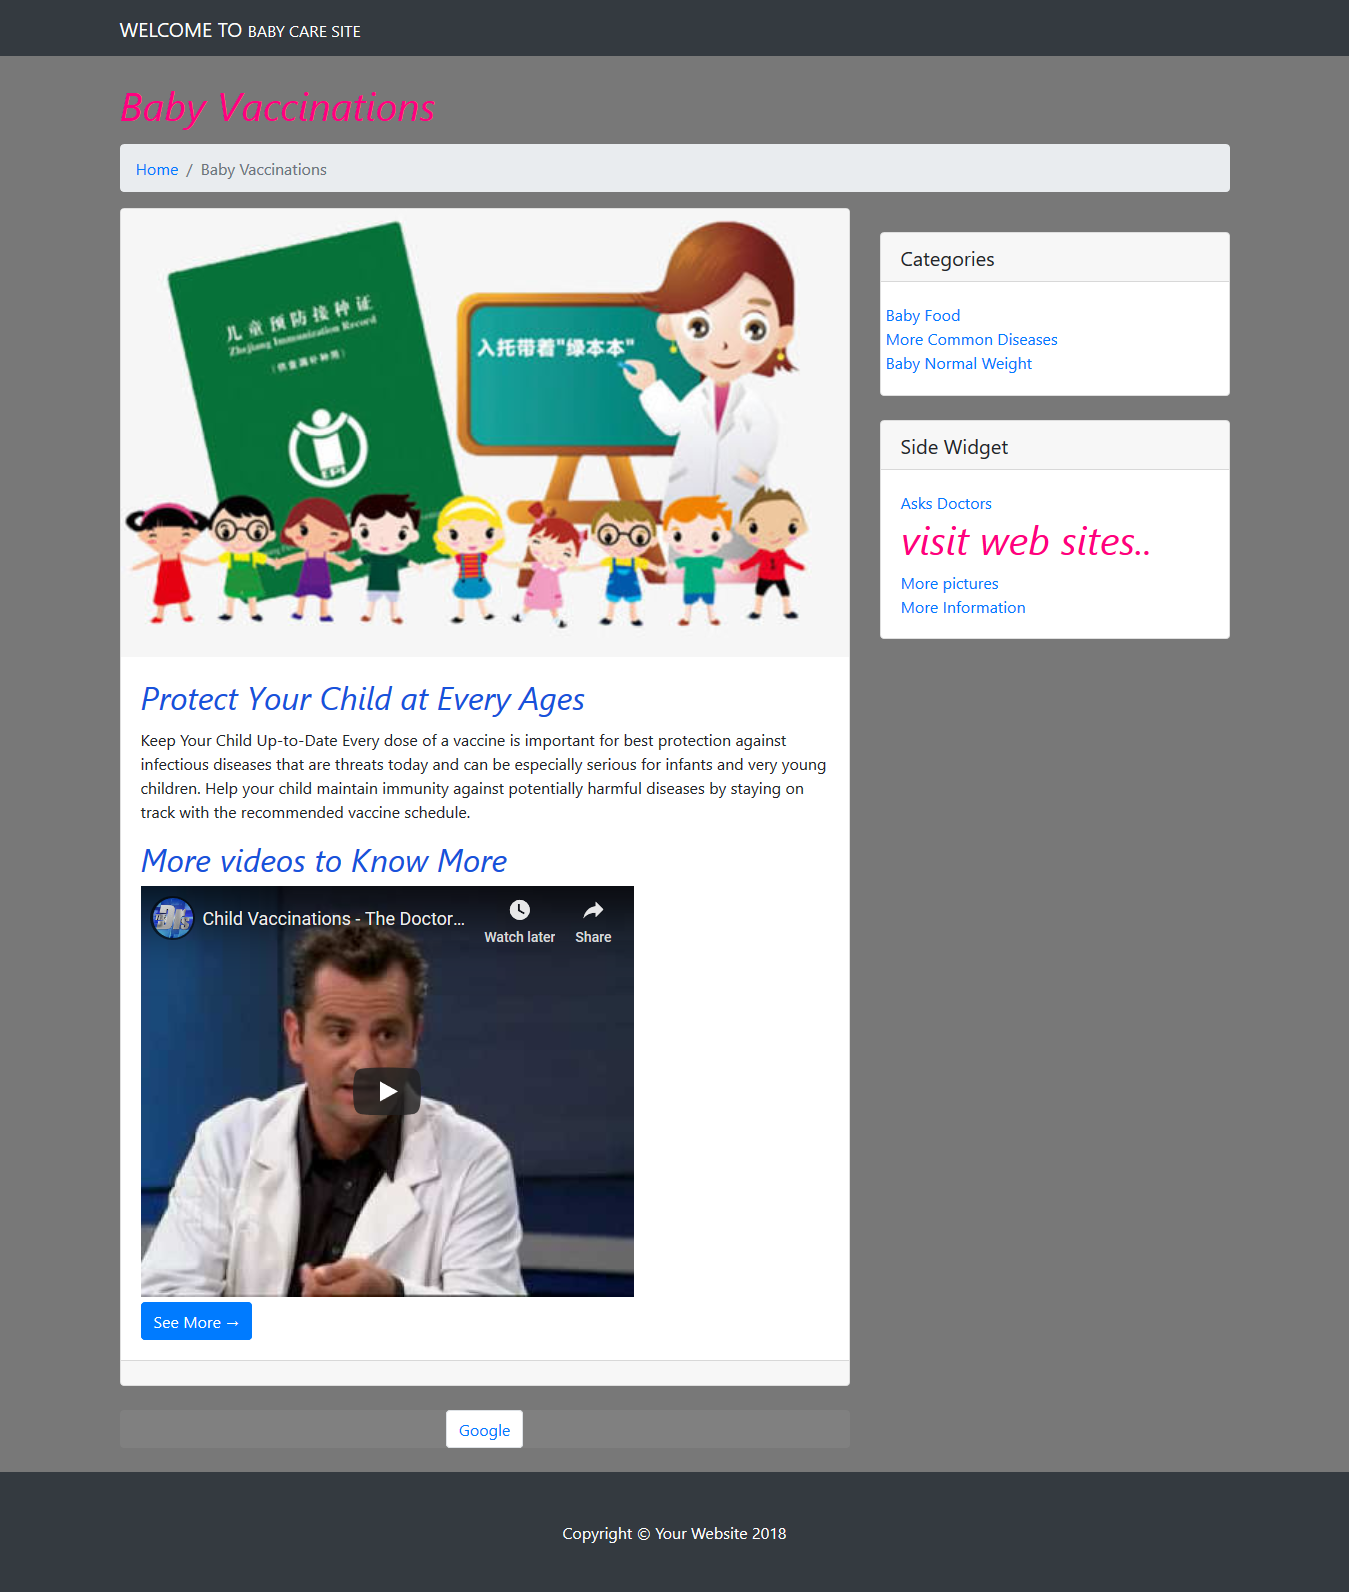 WELCOME TO BABY CARE SITE
Baby Vaccinations
Home / Baby Vaccinations
儿童预防接种证
Zhejiang Immunization Record
入托带着"绿本本"
EPI
Categories
Baby Food
More Common Diseases
Baby Normal Weight
Side Widget
Asks Doctors
visit web sites..
More pictures
More Information
Protect Your Child at Every Ages
Keep Your Child Up-to-Date Every dose of a vaccine is important for best protection against
infectious diseases that are threats today and can be especially serious for infants and very young
children. Help your child maintain immunity against potentially harmful diseases by staying on
track with the recommended vaccine schedule.
More videos to Know More
Child Vaccinations - The Doctor...
Watch later
Share
See More →
Google
Copyright © Your Website 2018